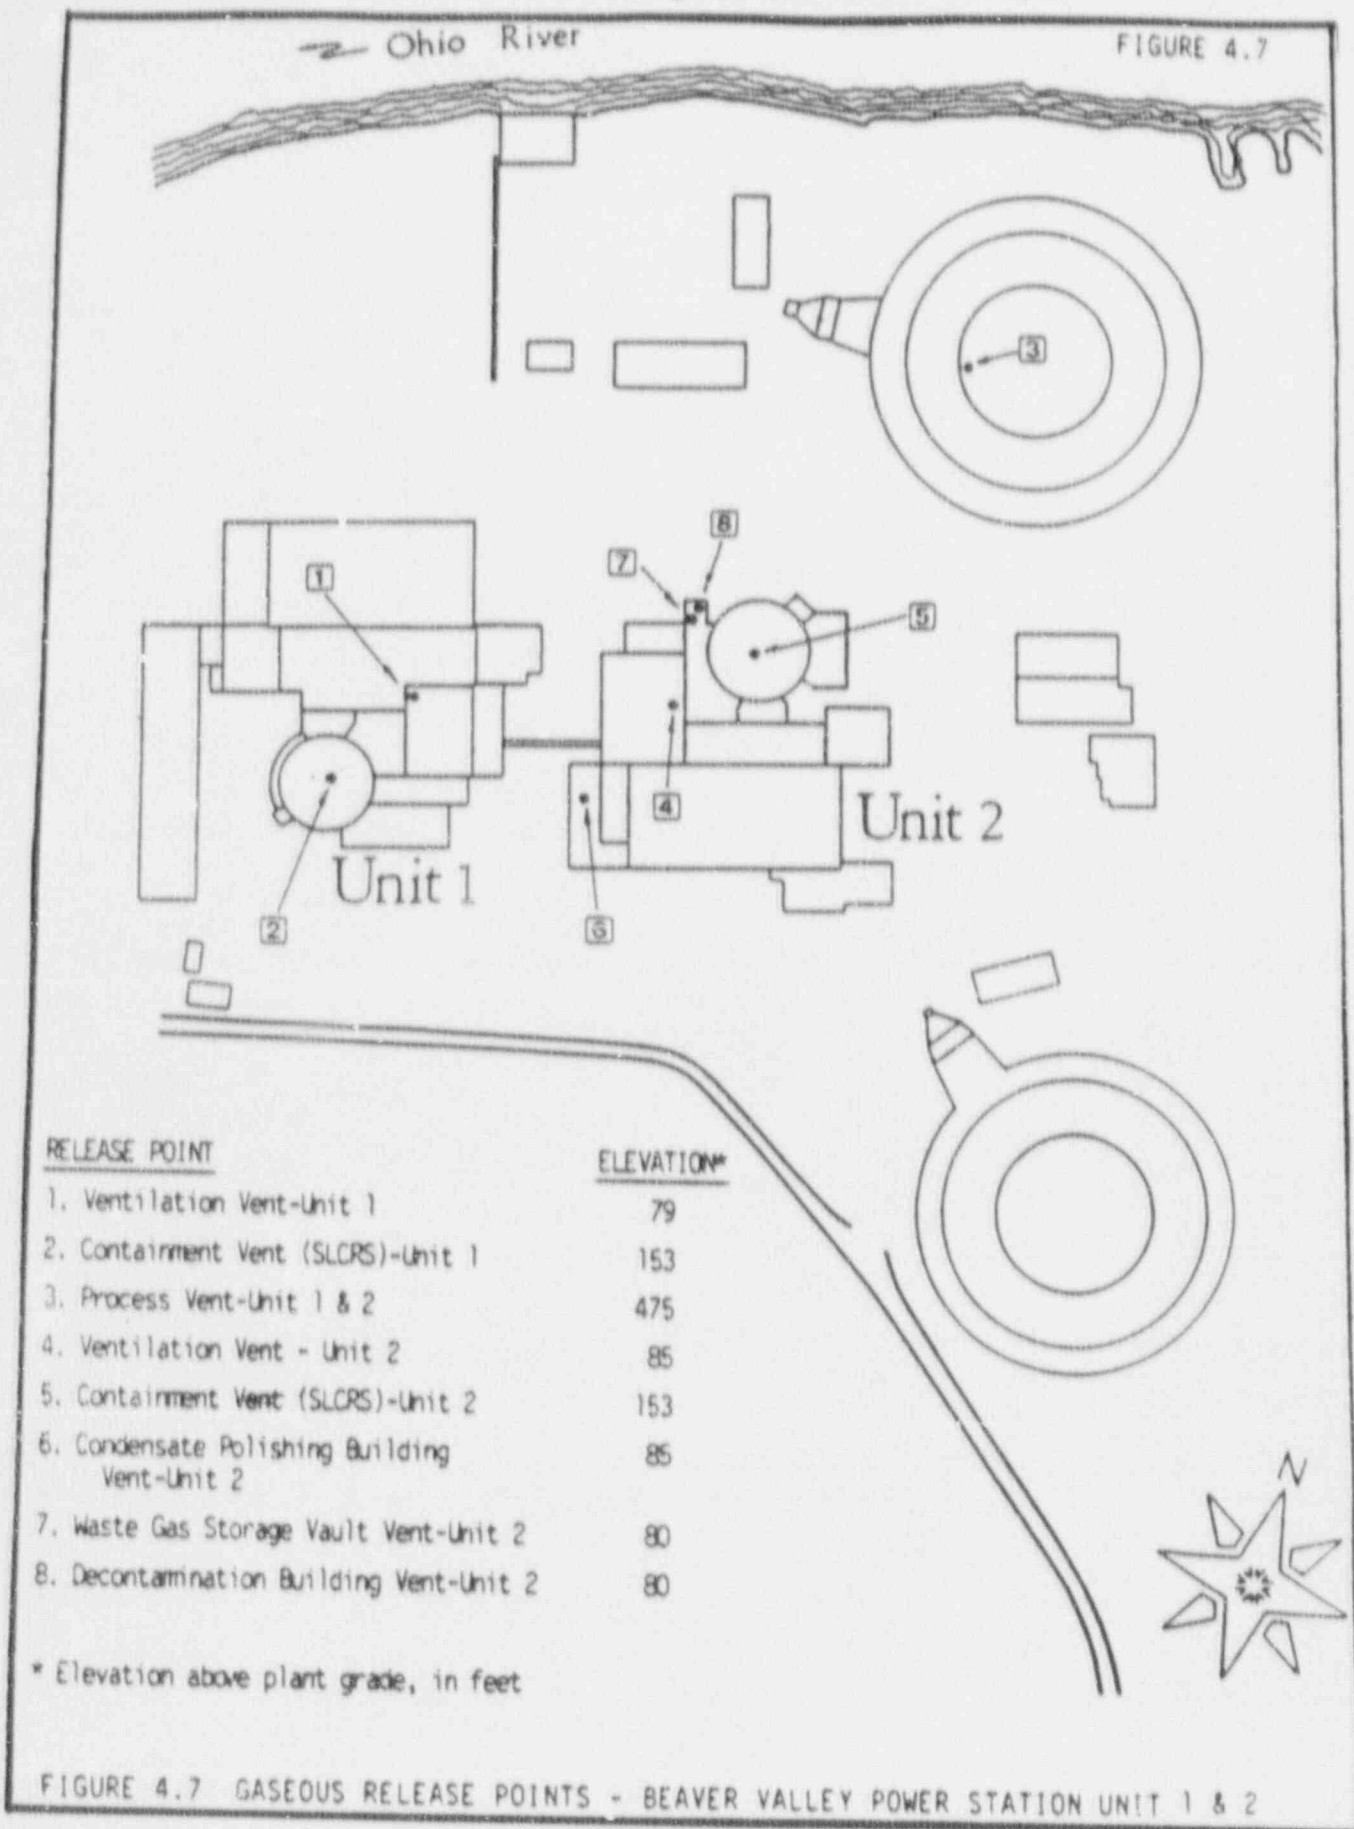 Ohio River
FIGURE 4.7
3
8
7
1
5
4
Unit 2
Unit 1
2
6
RELEASE POINT ELEVATION*
1. Ventilation Vent-Unit 1 79
2. Containment Vent (SLCRS)-Unit 1 153
3. Process Vent-Unit 1 & 2 475
4. Ventilation Vent - Unit 2 85
5. Containment Vent (SLCRS)-Unit 2 153
6. Condensate Polishing Building 85
Vent-Unit 2
7. Waste Gas Storage Vault Vent-Unit 2 80
8. Decontamination Building Vent-Unit 2 80
N
* Elevation above plant grade, in feet
FIGURE 4.7 GASEOUS RELEASE POINTS - BEAVER VALLEY POWER STATION UNIT 1 & 2